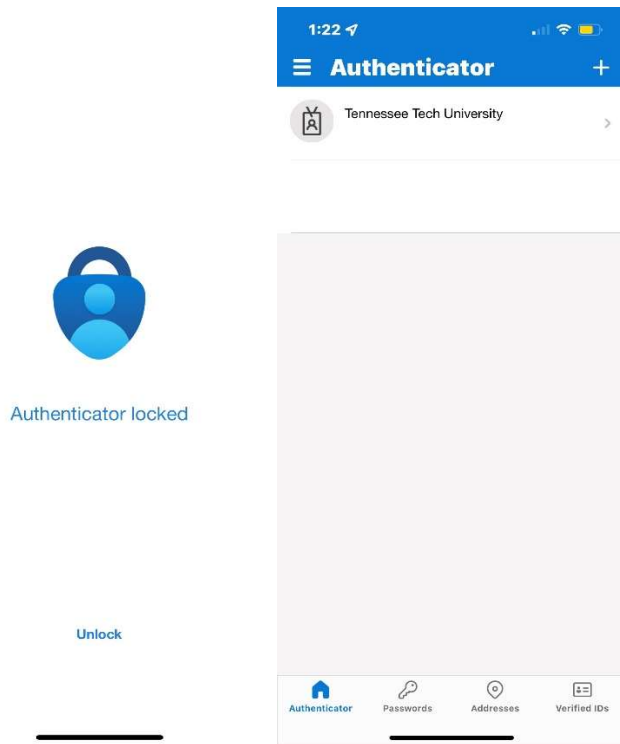 Authenticator locked
Unlock
1:22
Authenticator
Tennessee Tech University
Authenticator Passwords Addresses Verified IDs